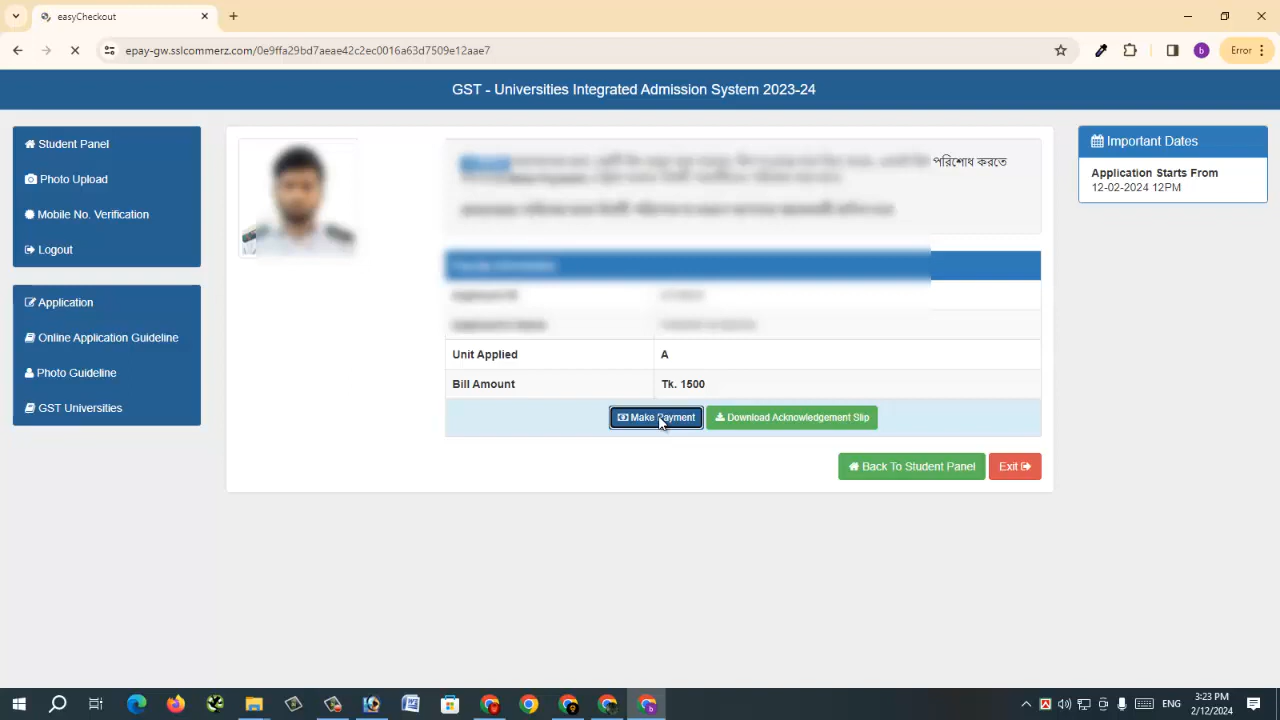 easyCheckout
epay-gw.sslcommerz.com/0e9ffa29bd7aeae42c2ec0016a63d7509e12aae7
b
Error
GST - Universities Integrated Admission System 2023-24
Student Panel
Photo Upload
Mobile No. Verification
Logout
Application
Online Application Guideline
Photo Guideline
GST Universities
পরিশোধ করতে
Unit Applied A
Bill Amount Tk. 1500
Make Payment Download Acknowledgement Slip
Back To Student Panel Exit
Important Dates
Application Starts From
12-02-2024 12PM
ENG
3:23 PM
2/12/2024